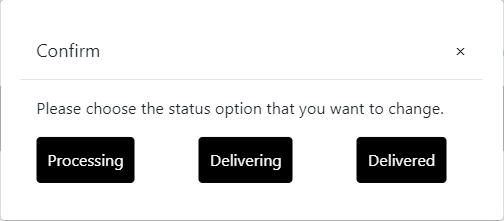 Confirm ×
Please choose the status option that you want to change.
Processing Delivering Delivered